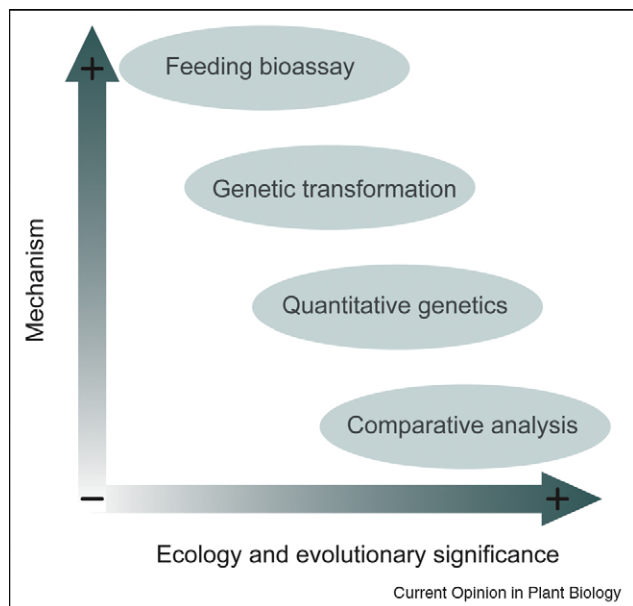 +
Feeding bioassay
Genetic transformation
Quantitative genetics
Comparative analysis
Mechanism
− +
Ecology and evolutionary significance
Current Opinion in Plant Biology